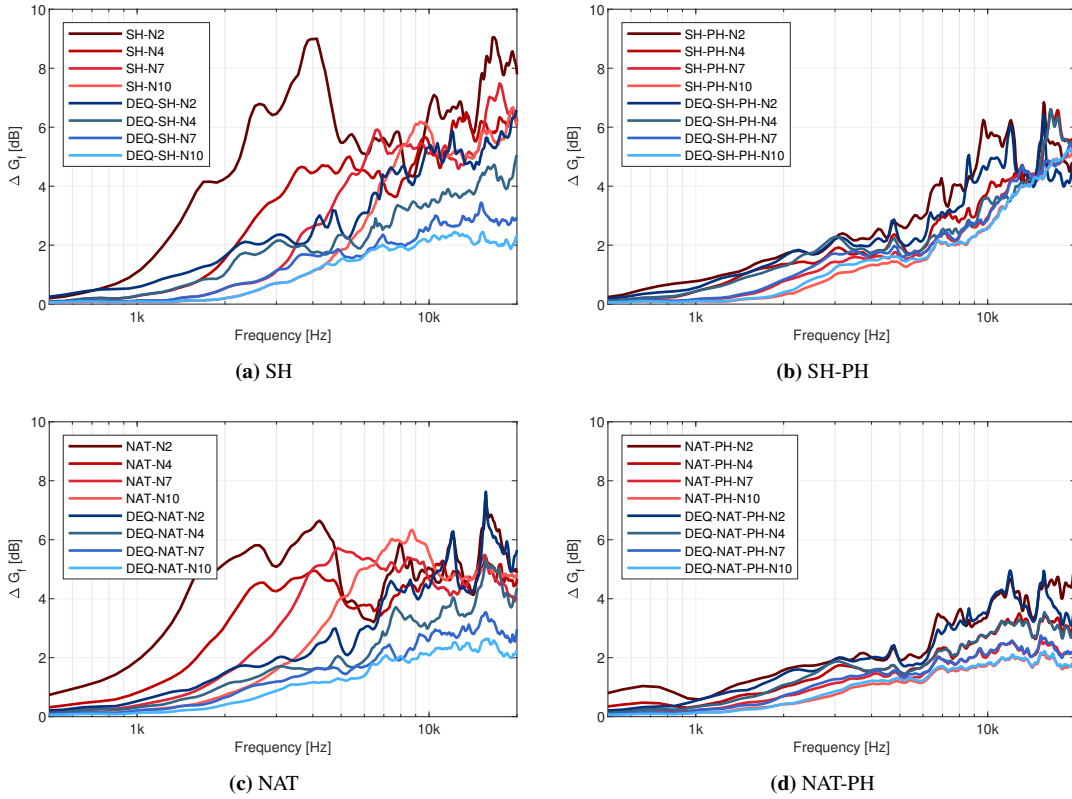 10
8
6
4
2
0
Δ G_f [dB]
SH-N2
SH-N4
SH-N7
SH-N10
DEQ-SH-N2
DEQ-SH-N4
DEQ-SH-N7
DEQ-SH-N10
1k
10k
Frequency [Hz]
(a) SH
10
8
6
4
2
0
Δ G_f [dB]
SH-PH-N2
SH-PH-N4
SH-PH-N7
SH-PH-N10
DEQ-SH-PH-N2
DEQ-SH-PH-N4
DEQ-SH-PH-N7
DEQ-SH-PH-N10
1k
10k
Frequency [Hz]
(b) SH-PH
10
8
6
4
2
0
Δ G_f [dB]
NAT-N2
NAT-N4
NAT-N7
NAT-N10
DEQ-NAT-N2
DEQ-NAT-N4
DEQ-NAT-N7
DEQ-NAT-N10
1k
10k
Frequency [Hz]
(c) NAT
10
8
6
4
2
0
Δ G_f [dB]
NAT-PH-N2
NAT-PH-N4
NAT-PH-N7
NAT-PH-N10
DEQ-NAT-PH-N2
DEQ-NAT-PH-N4
DEQ-NAT-PH-N7
DEQ-NAT-PH-N10
1k
10k
Frequency [Hz]
(d) NAT-PH